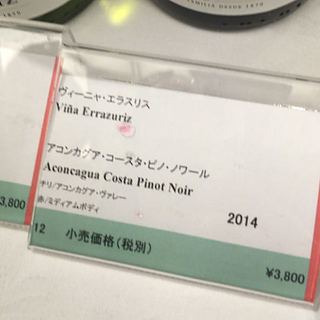 FAMILIA DESDE 1870
ヴィーニャ・エラスリス
Viña Errazuriz
アコンカグア・コースタ・ピノ・ノワール
Aconcagua Costa Pinot Noir
チリ/アコンカグア・ヴァレー
赤/ミディアムボディ
2014
12 小売価格(税別)
¥3,800
3,800